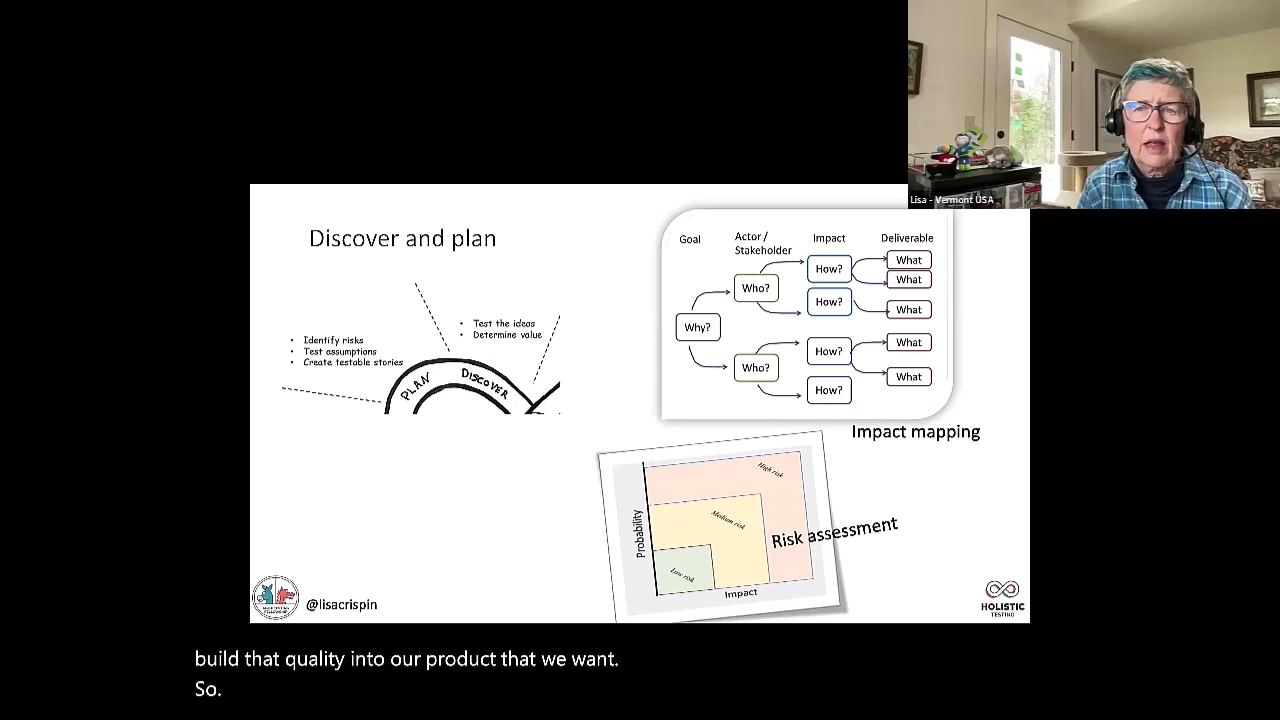 Lisa - Vermont USA
Discover and plan
• Identify risks
• Test assumptions
• Create testable stories
• Test the ideas
• Determine value
PLAN
DISCOVER
Goal
Actor /
Stakeholder
Impact
Deliverable
Why?
Who?
Who?
How?
How?
How?
How?
What
What
What
What
What
Impact mapping
Probability
High risk
Medium risk
Low risk
Impact
Risk assessment
@lisacrispin
HOLISTIC
TESTING
build that quality into our product that we want.
So.